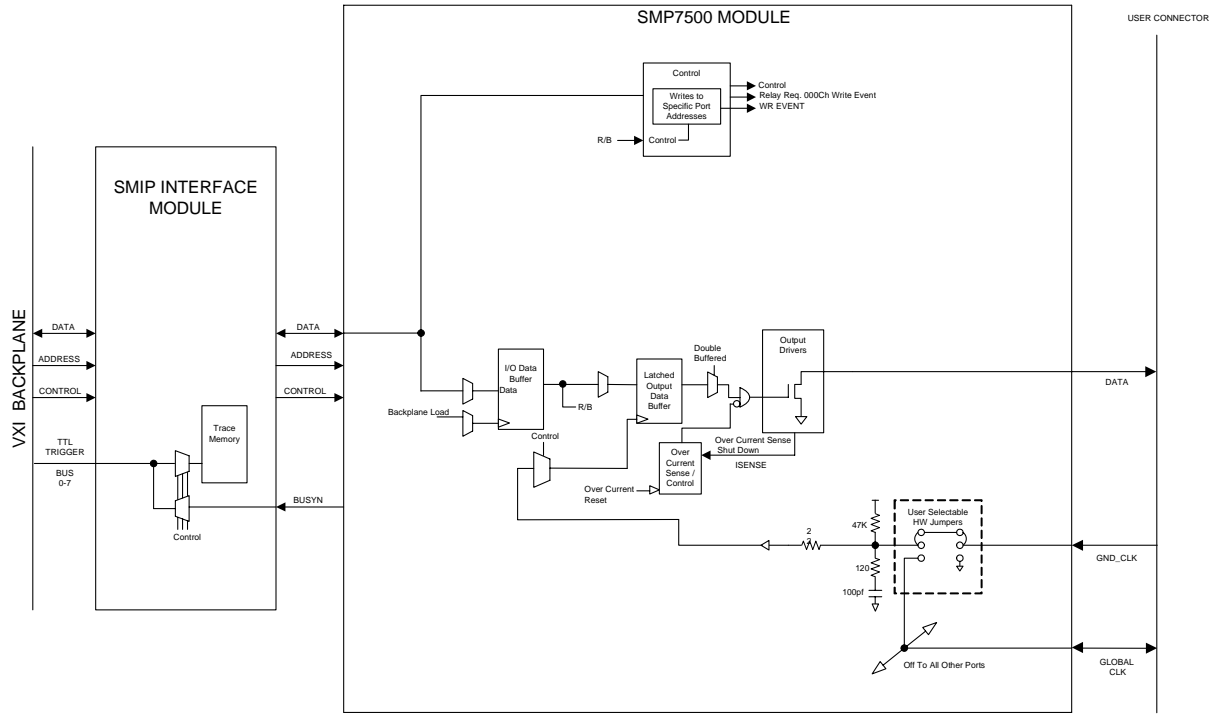 SMP7500 MODULE
USER CONNECTOR
Control
Writes to
Specific Port
Addresses
R/B
Control
Control
Relay Req. 000Ch Write Event
WR EVENT
SMIP INTERFACE
MODULE
VXI BACKPLANE
DATA
ADDRESS
CONTROL
TTL
TRIGGER
BUS
0-7
Trace
Memory
Control
DATA
ADDRESS
CONTROL
BUSYN
I/O Data
Buffer
Data
Backplane Load
R/B
Control
Latched
Output
Data
Buffer
Double
Buffered
Output
Drivers
DATA
Over Current Sense
Shut Down
ISENSE
Over
Current
Sense /
Control
Over Current
Reset
47K
2
120
100pf
User Selectable
HW Jumpers
GND_CLK
Off To All Other Ports
GLOBAL
CLK